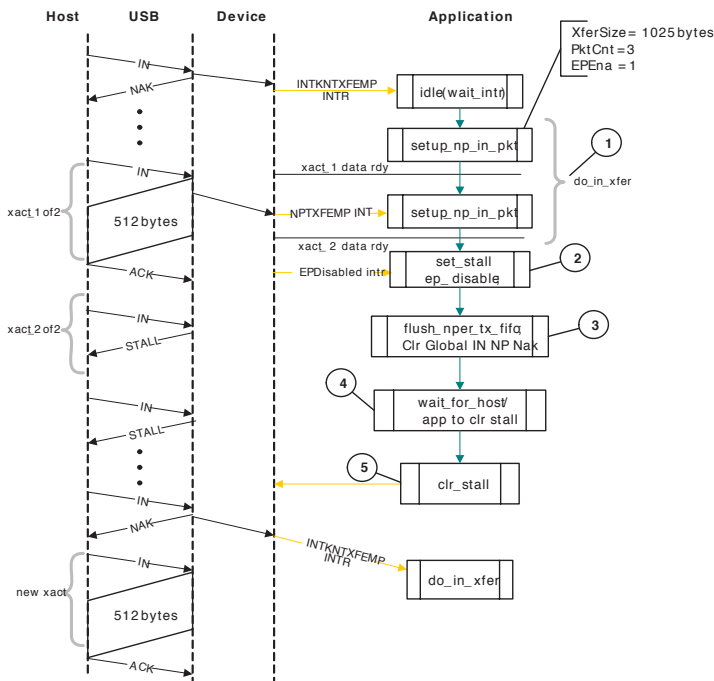 Host USB Device Application
XferSize = 1025 bytes
PktCnt = 3
EPEna = 1
IN
NAK
INTKNTXFEMP
INTR
idle(wait_intr)
setup_np_in_pkt
1
do_in_xfer
xact_1 data rdy
IN
xact_1 of 2
512 bytes
NPTXFEMP INT
setup_np_in_pkt
xact_2 data rdy
ACK
EPDisabled intr
set_stall
ep_disable
2
xact_2 of 2
IN
STALL
flush_nper_tx_fifo,
Clr Global IN NP Nak
3
4
wait_for_host/
app to clr stall
IN
STALL
5
clr_stall
IN
NAK
INTKNTXFEMP
INTR
do_in_xfer
IN
new xact
512 bytes
ACK